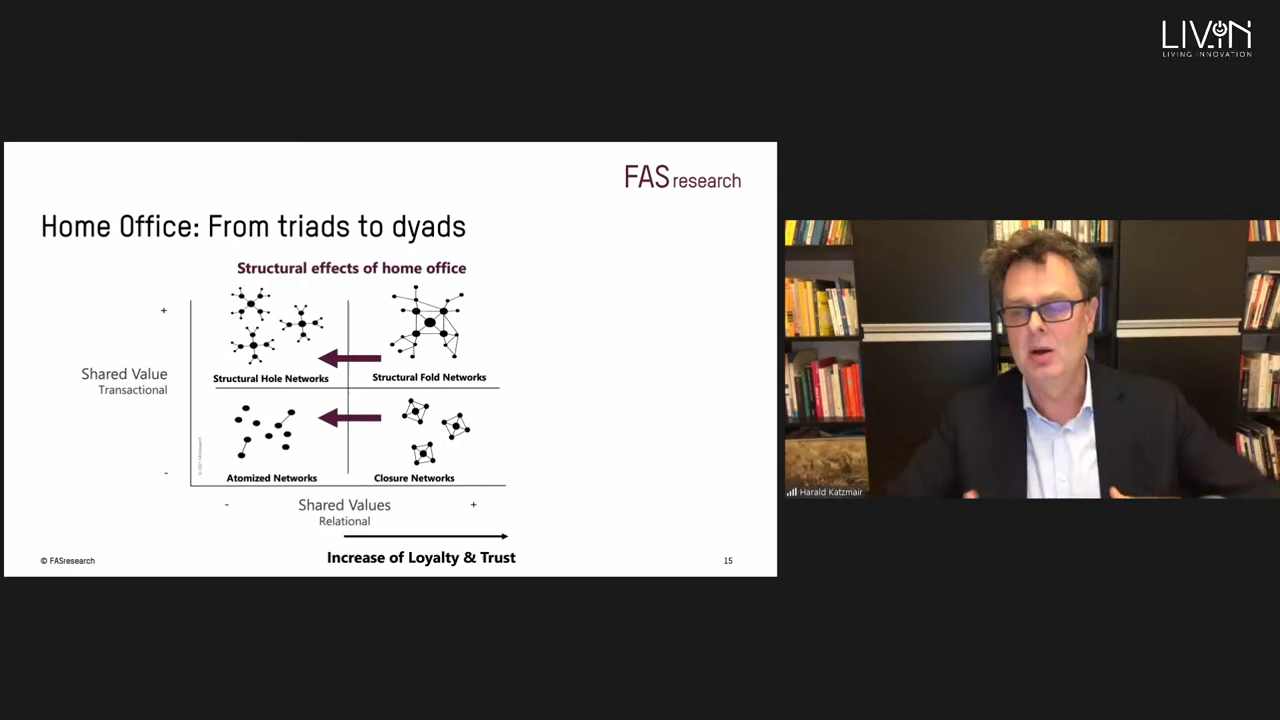 LIVIN
LIVING INNOVATION
FAS research
Home Office: From triads to dyads
Structural effects of home office
+
Shared Value
Transactional
-
Structural Hole Networks
Structural Fold Networks
Atomized Networks
Closure Networks
-
Shared Values
+
Relational
Increase of Loyalty & Trust
© FASresearch
15
Harald Katzmair